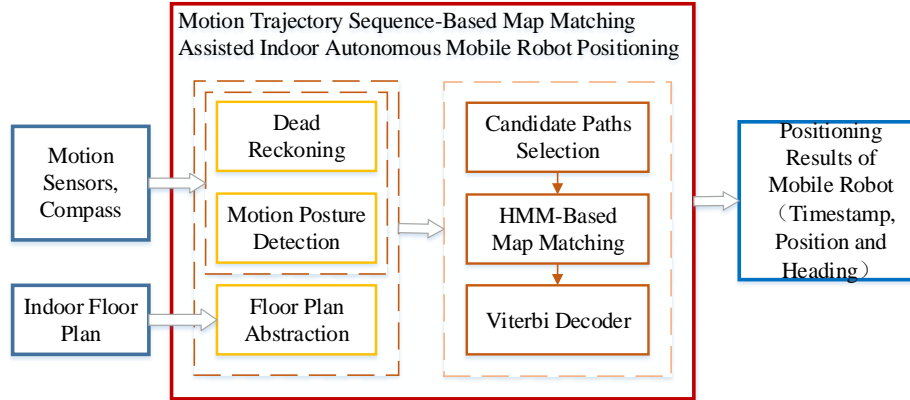 Motion Trajectory Sequence-Based Map Matching
Assisted Indoor Autonomous Mobile Robot Positioning
Motion
Sensors,
Compass
Indoor Floor
Plan
Dead
Reckoning
Motion Posture
Detection
Floor Plan
Abstraction
Candidate Paths
Selection
HMM-Based
Map Matching
Viterbi Decoder
Positioning
Results of
Mobile Robot
（Timestamp,
Position and
Heading）